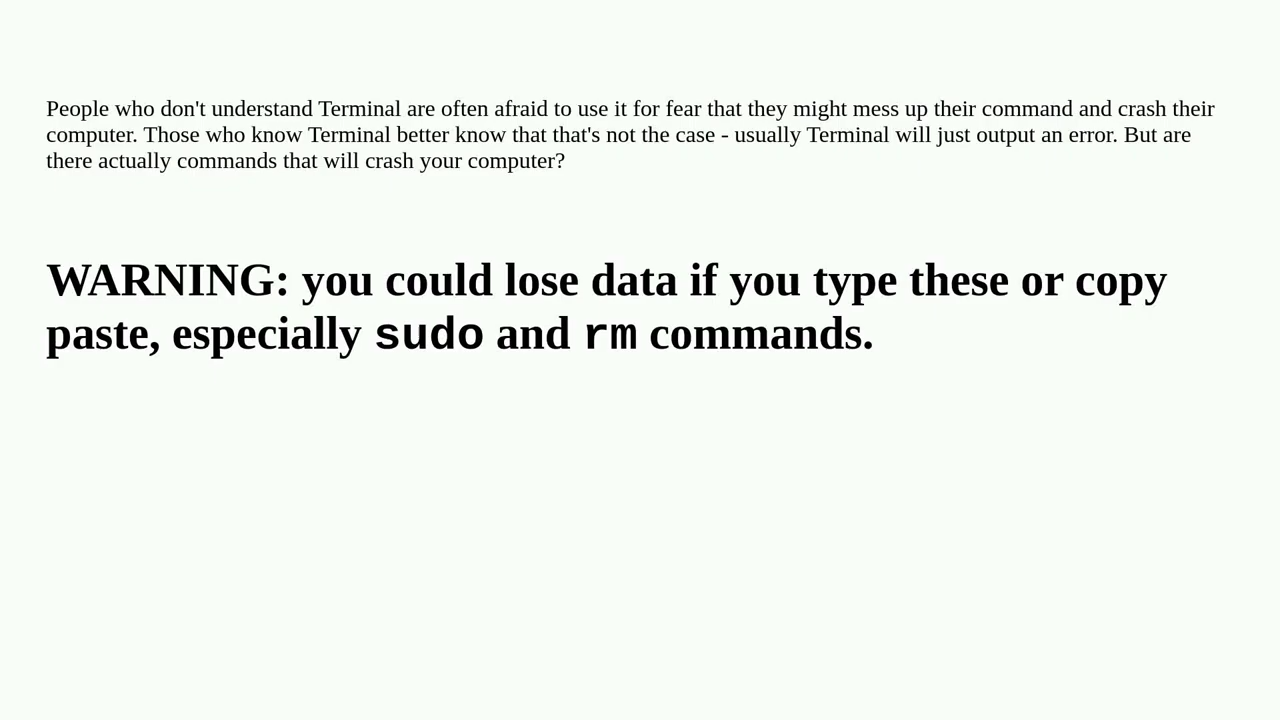 People who don't understand Terminal are often afraid to use it for fear that they might mess up their command and crash their
computer. Those who know Terminal better know that that's not the case - usually Terminal will just output an error. But are
there actually commands that will crash your computer?
WARNING: you could lose data if you type these or copy
paste, especially sudo and rm commands.